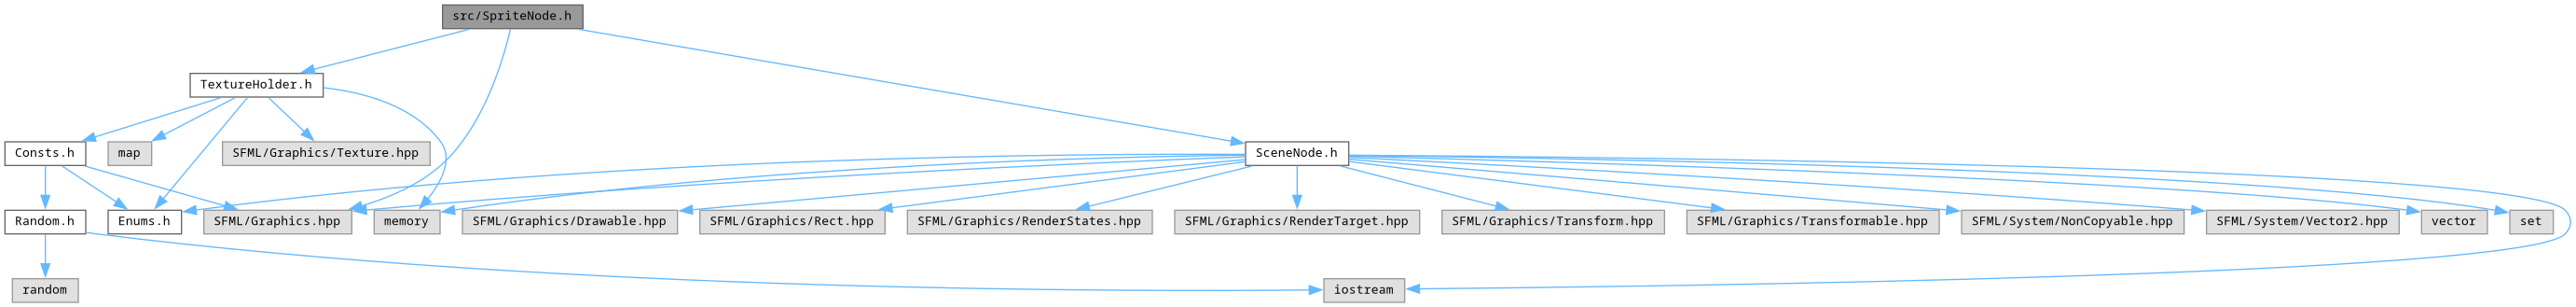 src/SpriteNode.h
TextureHolder.h
Consts.h
map
SFML/Graphics/Texture.hpp
SceneNode.h
Random.h
Enums.h
SFML/Graphics.hpp
memory
SFML/Graphics/Drawable.hpp
SFML/Graphics/Rect.hpp
SFML/Graphics/RenderStates.hpp
SFML/Graphics/RenderTarget.hpp
SFML/Graphics/Transform.hpp
SFML/Graphics/Transformable.hpp
SFML/System/NonCopyable.hpp
SFML/System/Vector2.hpp
vector
set
random
iostream